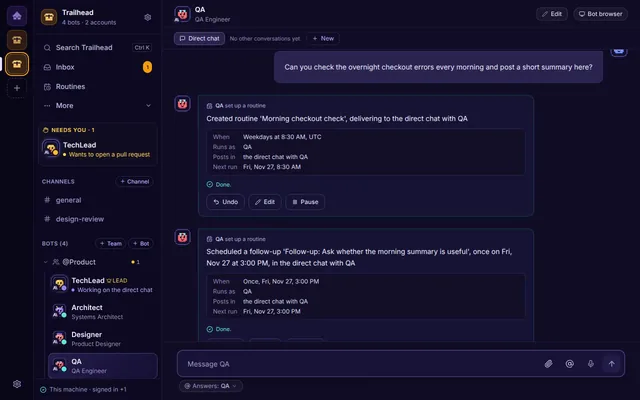 Trailhead
4 bots · 2 accounts
Search Trailhead
Ctrl K
Inbox
1
Routines
More
NEEDS YOU · 1
TechLead
Wants to open a pull request
CHANNELS
+ Channel
# general
# design-review
BOTS (4)
+ Team
+ Bot
@Product
1
TechLead LEAD
Working on the direct chat
Architect
Systems Architect
Designer
Product Designer
QA
QA Engineer
This machine · signed in +1
QA
QA Engineer
Edit
Bot browser
Direct chat
No other conversations yet
+ New
Can you check the overnight checkout errors every morning and post a short summary here?
QA set up a routine
Created routine 'Morning checkout check', delivering to the direct chat with QA
When Weekdays at 8:30 AM, UTC
Runs as QA
Posts in the direct chat with QA
Next run Fri, Nov 27, 8:30 AM
Done.
Undo
Edit
Pause
QA set up a routine
Scheduled a follow-up 'Follow-up: Ask whether the morning summary is useful', once on Fri,
Nov 27 at 3:00 PM, in the direct chat with QA
When Once, Fri, Nov 27, 3:00 PM
Runs as QA
Posts in the direct chat with QA
Next run Fri, Nov 27, 3:00 PM
Done.
Message QA
Answers: QA